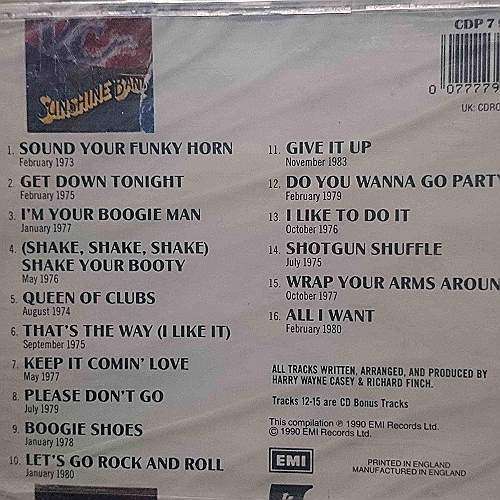 KC
SUNSHINE BAND
CDP 7
0 077779
UK: CDRC
1. SOUND YOUR FUNKY HORN
February 1973
2. GET DOWN TONIGHT
February 1975
3. I'M YOUR BOOGIE MAN
January 1977
4. (SHAKE, SHAKE, SHAKE)
SHAKE YOUR BOOTY
May 1976
5. QUEEN OF CLUBS
August 1974
6. THAT'S THE WAY (I LIKE IT)
September 1975
7. KEEP IT COMIN' LOVE
May 1977
8. PLEASE DON'T GO
July 1979
9. BOOGIE SHOES
January 1978
10. LET'S GO ROCK AND ROLL
January 1980
11. GIVE IT UP
November 1983
12. DO YOU WANNA GO PARTY
February 1979
13. I LIKE TO DO IT
October 1976
14. SHOTGUN SHUFFLE
July 1975
15. WRAP YOUR ARMS AROUN
October 1977
16. ALL I WANT
February 1980
ALL TRACKS WRITTEN, ARRANGED, AND PRODUCED BY
HARRY WAYNE CASEY & RICHARD FINCH.
Tracks 12-15 are CD Bonus Tracks
This compilation ℗ 1990 EMI Records Ltd.
© 1990 EMI Records Ltd.
EMI
PRINTED IN ENGLAND
MANUFACTURED IN ENGLAND